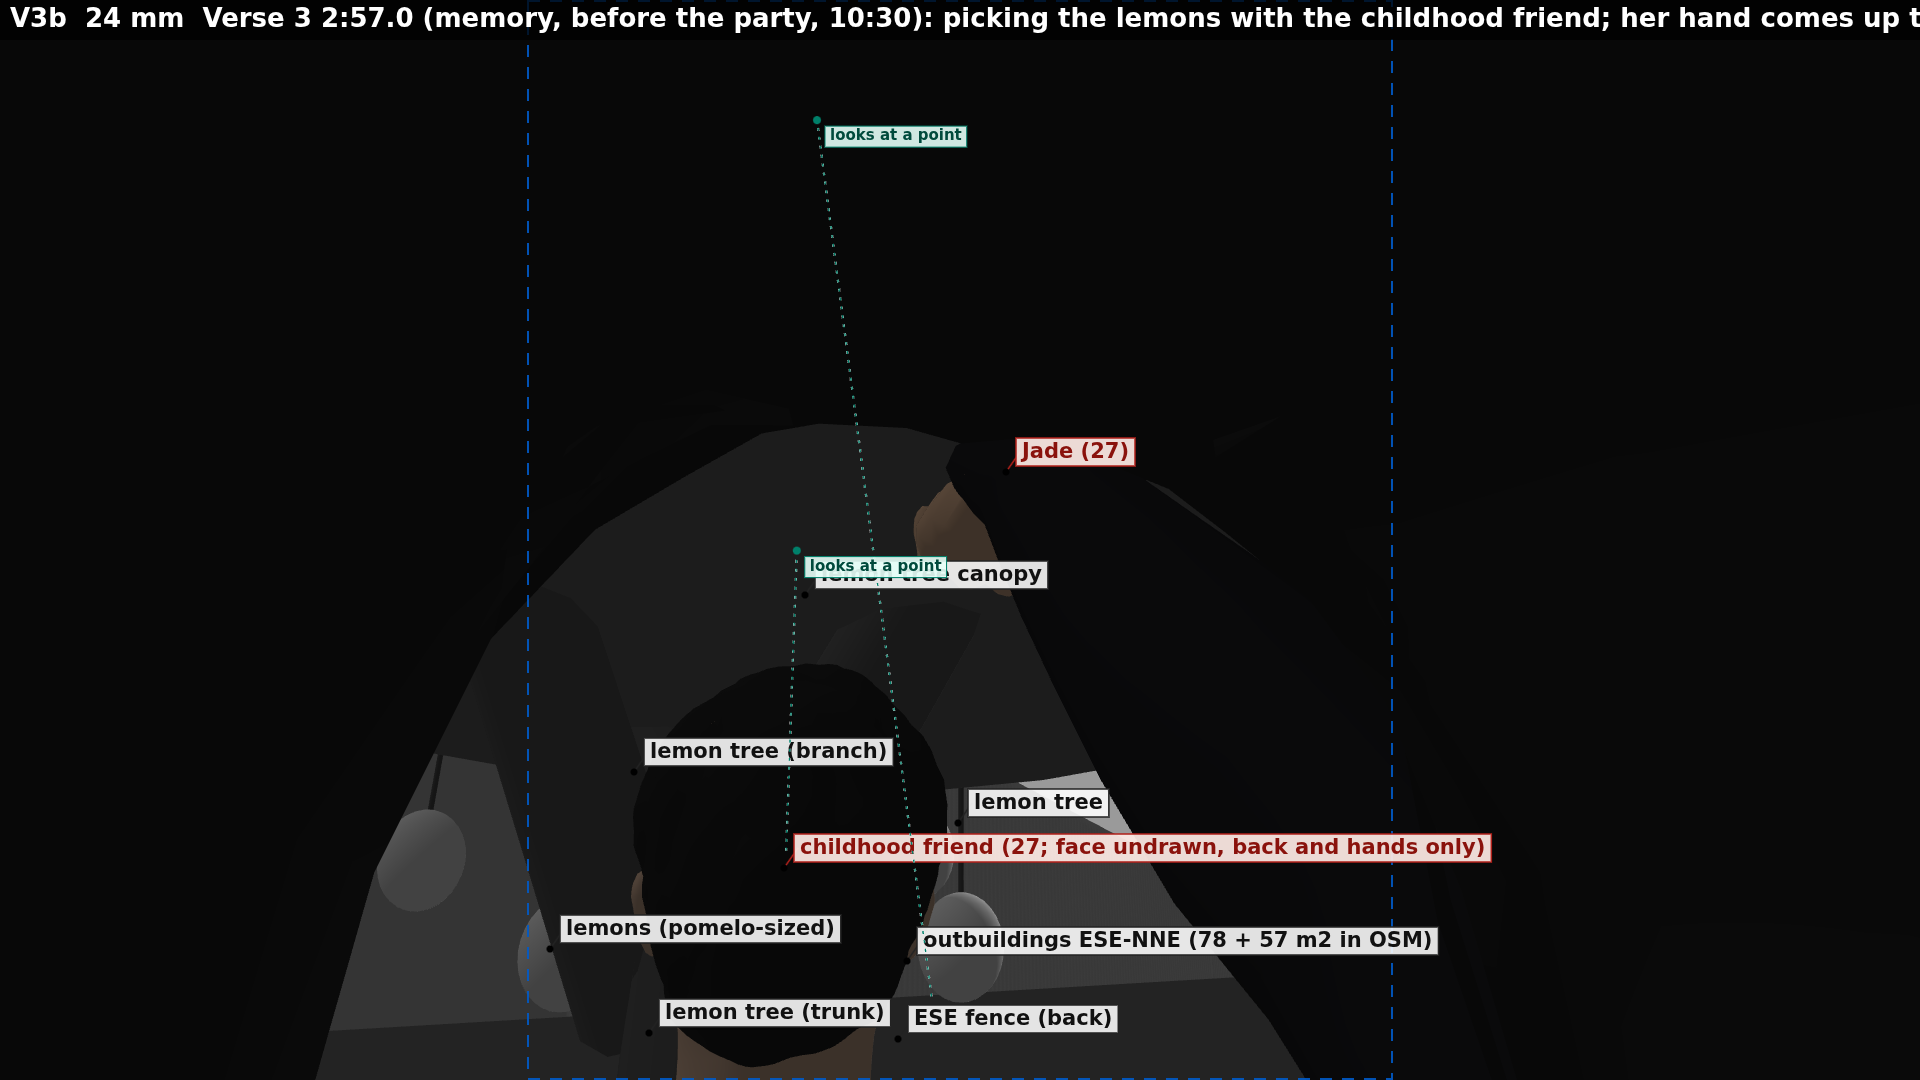 V3b 24 mm Verse 3 2:57.0 (memory, before the party, 10:30): picking the lemons with the childhood friend; her hand comes up t
looks at a point
Jade (27)
looks at a point
lemon tree canopy
lemon tree (branch)
lemon tree
childhood friend (27; face undrawn, back and hands only)
lemons (pomelo-sized)
outbuildings ESE-NNE (78 + 57 m2 in OSM)
lemon tree (trunk)
ESE fence (back)